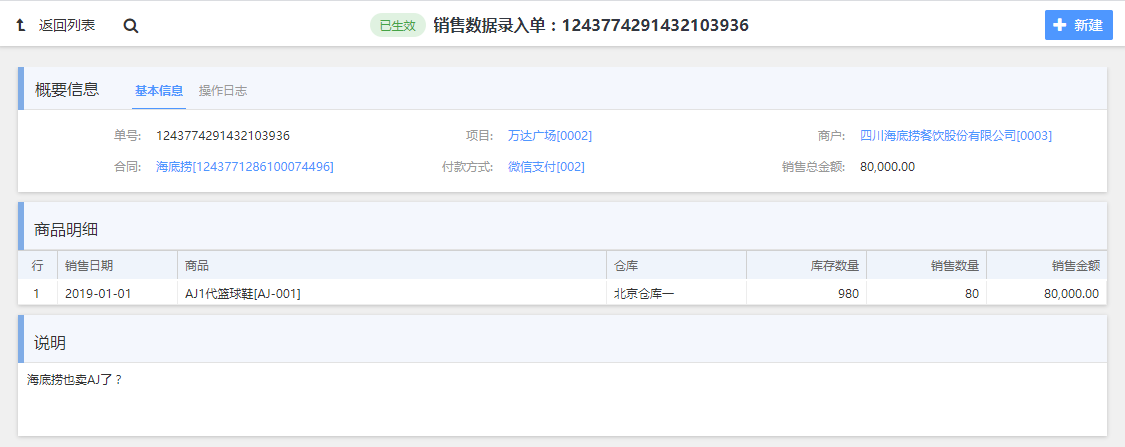 返回列表
已生效 销售数据录入单：1243774291432103936
新建
概要信息 基本信息 操作日志
单号: 1243774291432103936 项目: 万达广场[0002] 商户: 四川海底捞餐饮股份有限公司[0003]
合同: 海底捞[1243771286100074496] 付款方式: 微信支付[002] 销售总金额: 80,000.00
商品明细
行 销售日期 商品 仓库 库存数量 销售数量 销售金额
1 2019-01-01 AJ1代篮球鞋[AJ-001] 北京仓库一 980 80 80,000.00
说明
海底捞也卖AJ了？